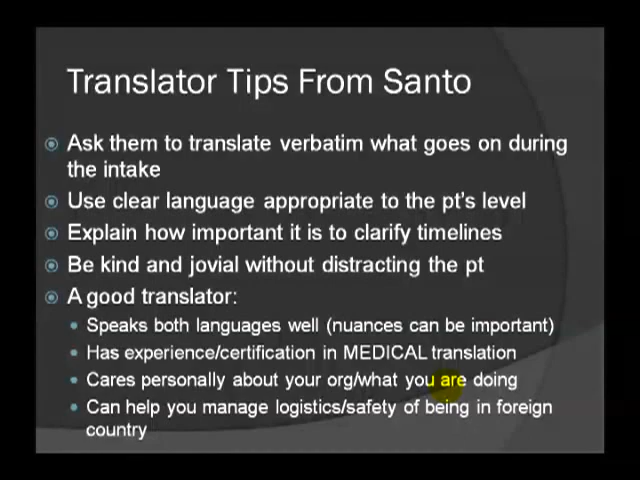 Translator Tips From Santo
Ask them to translate verbatim what goes on during
the intake
Use clear language appropriate to the pt's level
Explain how important it is to clarify timelines
Be kind and jovial without distracting the pt
A good translator:
Speaks both languages well (nuances can be important)
Has experience/certification in MEDICAL translation
Cares personally about your org/what you are doing
Can help you manage logistics/safety of being in foreign
country